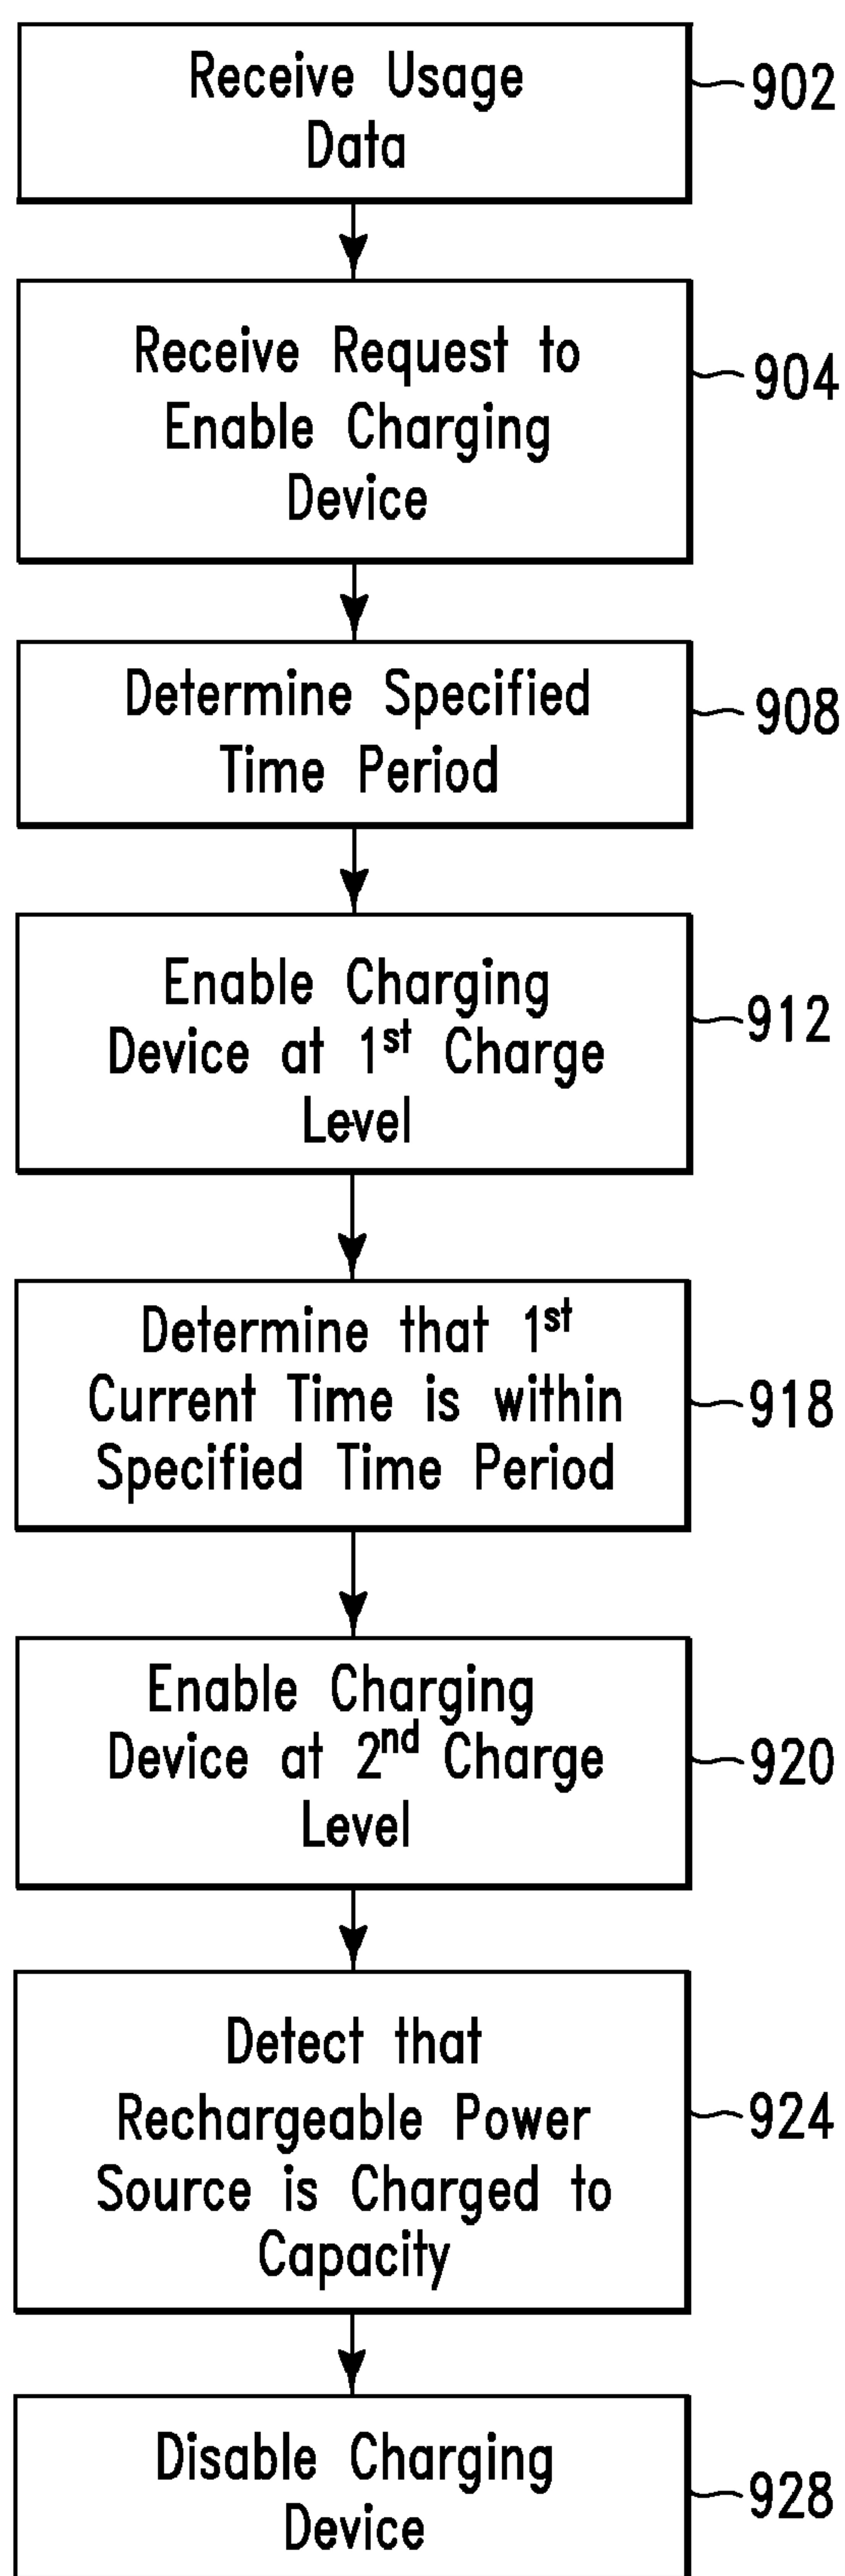 Receive Usage
Data
902
Receive Request to
Enable Charging
Device
904
Determine Specified
Time Period
908
Enable Charging
Device at 1st Charge
Level
912
Determine that 1st
Current Time is within
Specified Time Period
918
Enable Charging
Device at 2nd Charge
Level
920
Detect that
Rechargeable Power
Source is Charged to
Capacity
924
Disable Charging
Device
928